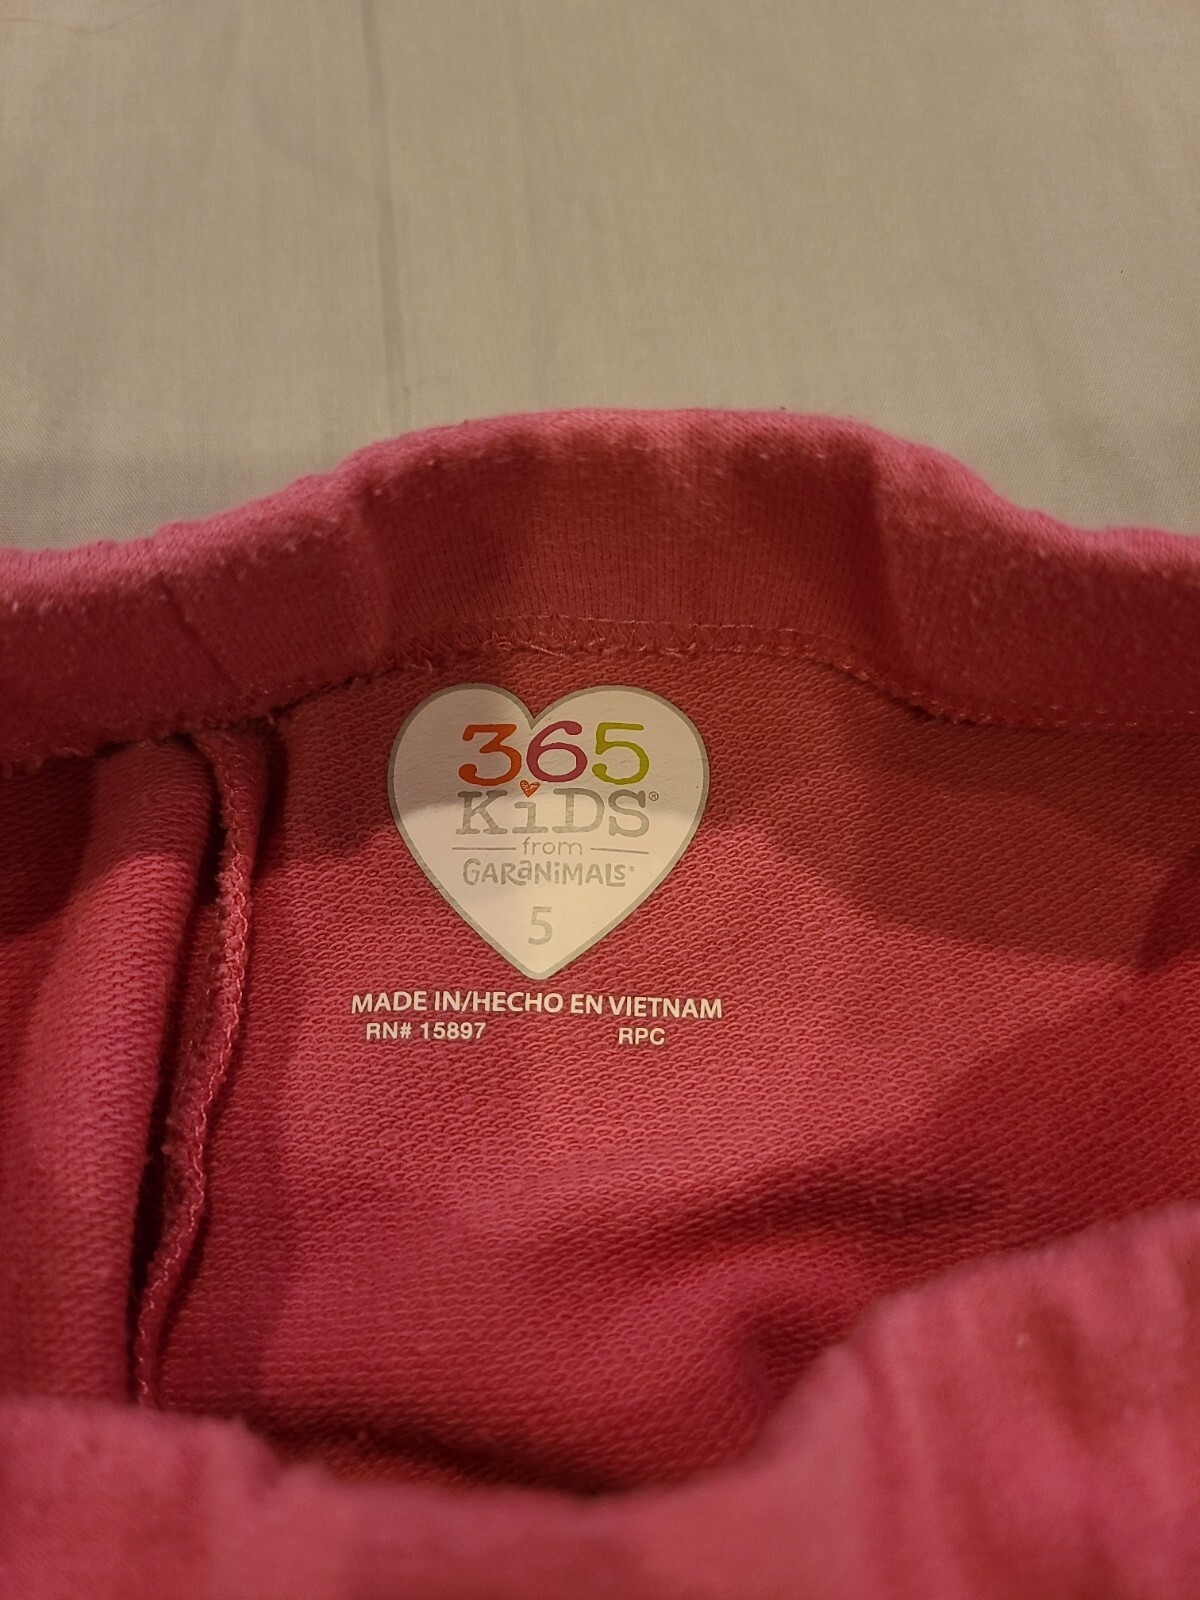 365
KiDS®
from
GARaNiMALS®
5
MADE IN/HECHO EN VIETNAM
RN# 15897 RPC